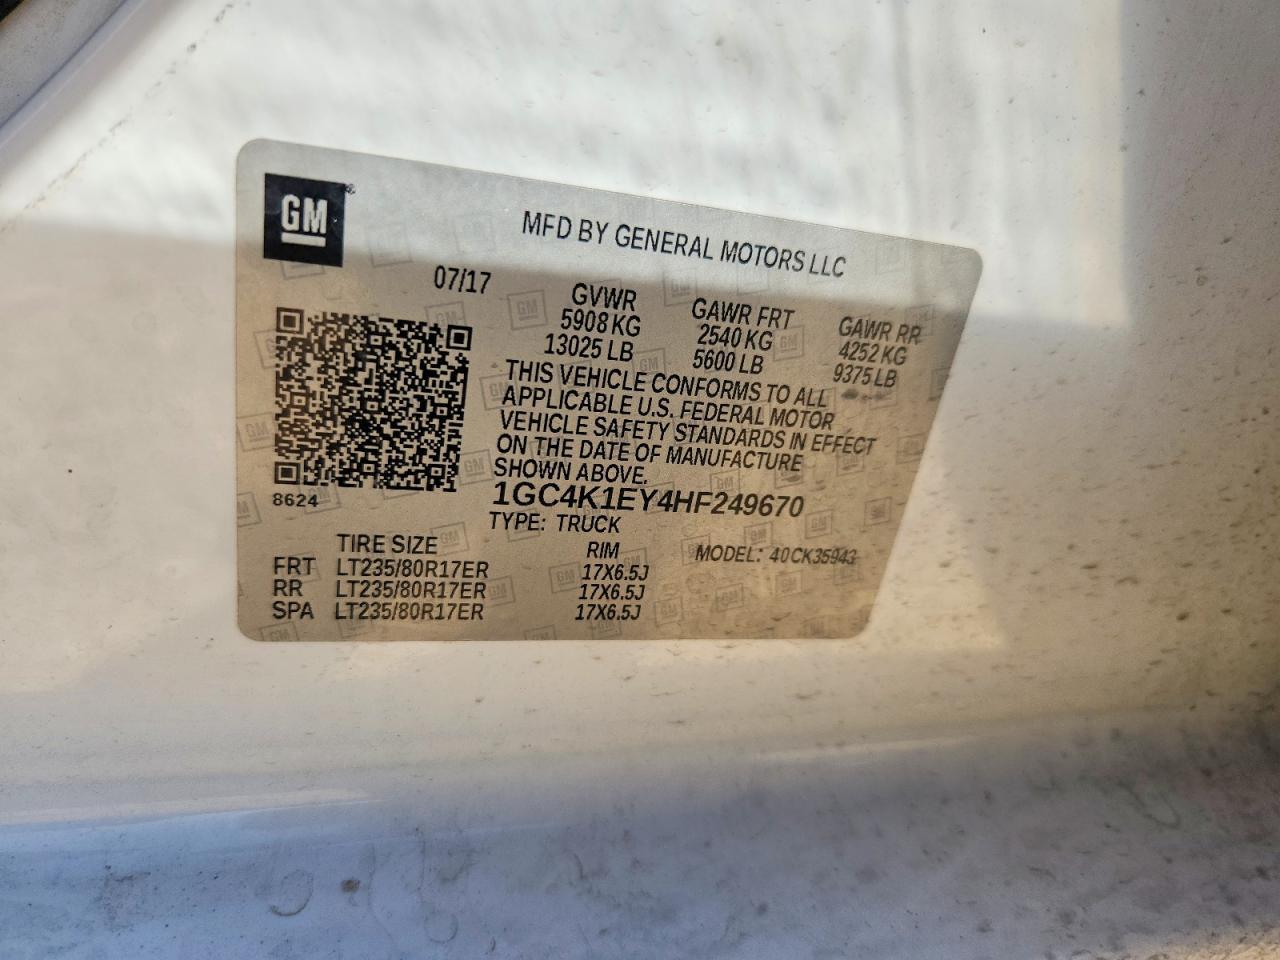 GM
MFD BY GENERAL MOTORS LLC
07/17
GVWR GAWR FRT GAWR RR
5908 KG 2540 KG 4252 KG
13025 LB 5600 LB 9375 LB
THIS VEHICLE CONFORMS TO ALL
APPLICABLE U.S. FEDERAL MOTOR
VEHICLE SAFETY STANDARDS IN EFFECT
ON THE DATE OF MANUFACTURE
SHOWN ABOVE.
8624
1GC4K1EY4HF249670
TYPE: TRUCK
TIRE SIZE RIM MODEL: 40CK35943
FRT LT235/80R17ER 17X6.5J
RR LT235/80R17ER 17X6.5J
SPA LT235/80R17ER 17X6.5J